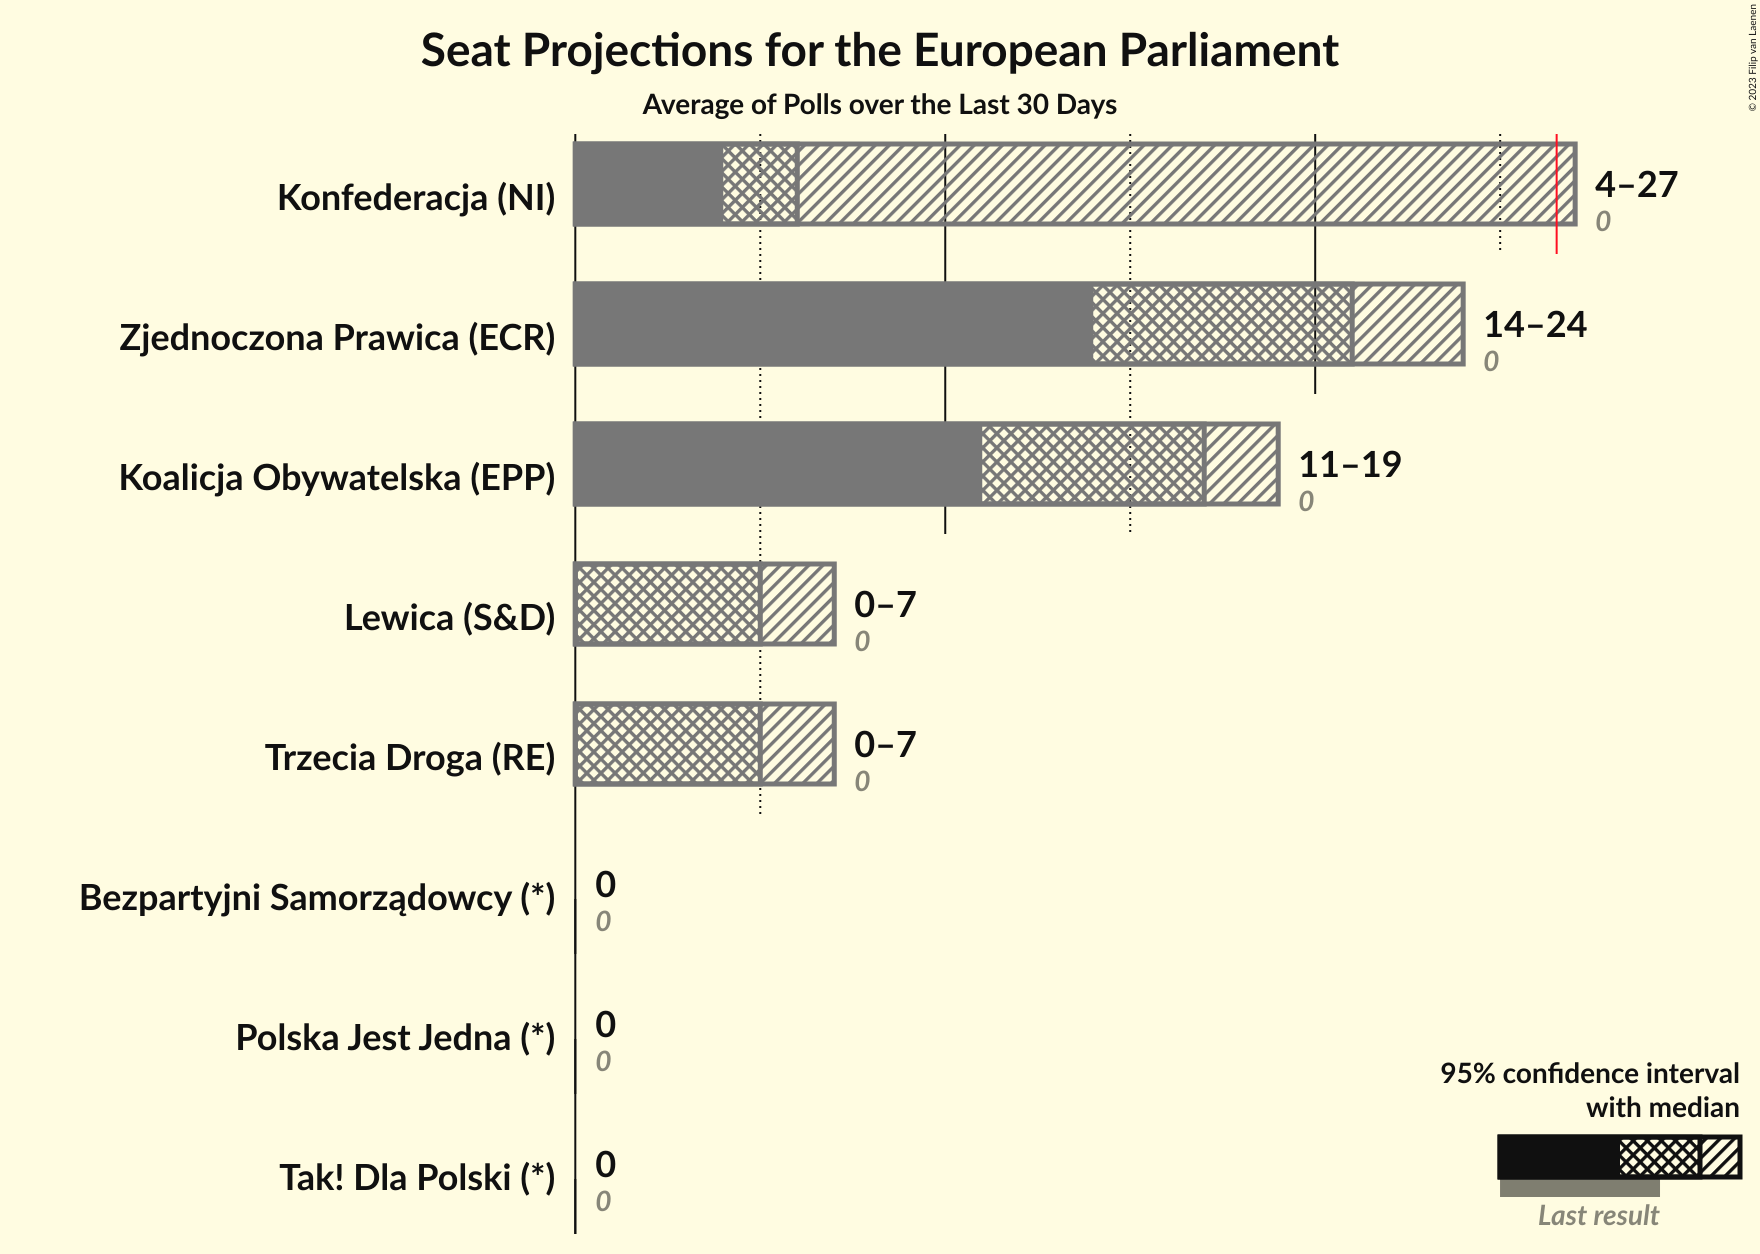 Seat Projections for the European Parliament
Average of Polls over the Last 30 Days
© 2023 Filip van Laenen
Konfederacja (NI)
4–27
0
Zjednoczona Prawica (ECR)
14–24
0
Koalicja Obywatelska (EPP)
11–19
0
Lewica (S&D)
0–7
0
Trzecia Droga (RE)
0–7
0
Bezpartyjni Samorządowcy (*)
0
0
Polska Jest Jedna (*)
0
0
Tak! Dla Polski (*)
0
0
95% confidence interval
with median
Last result